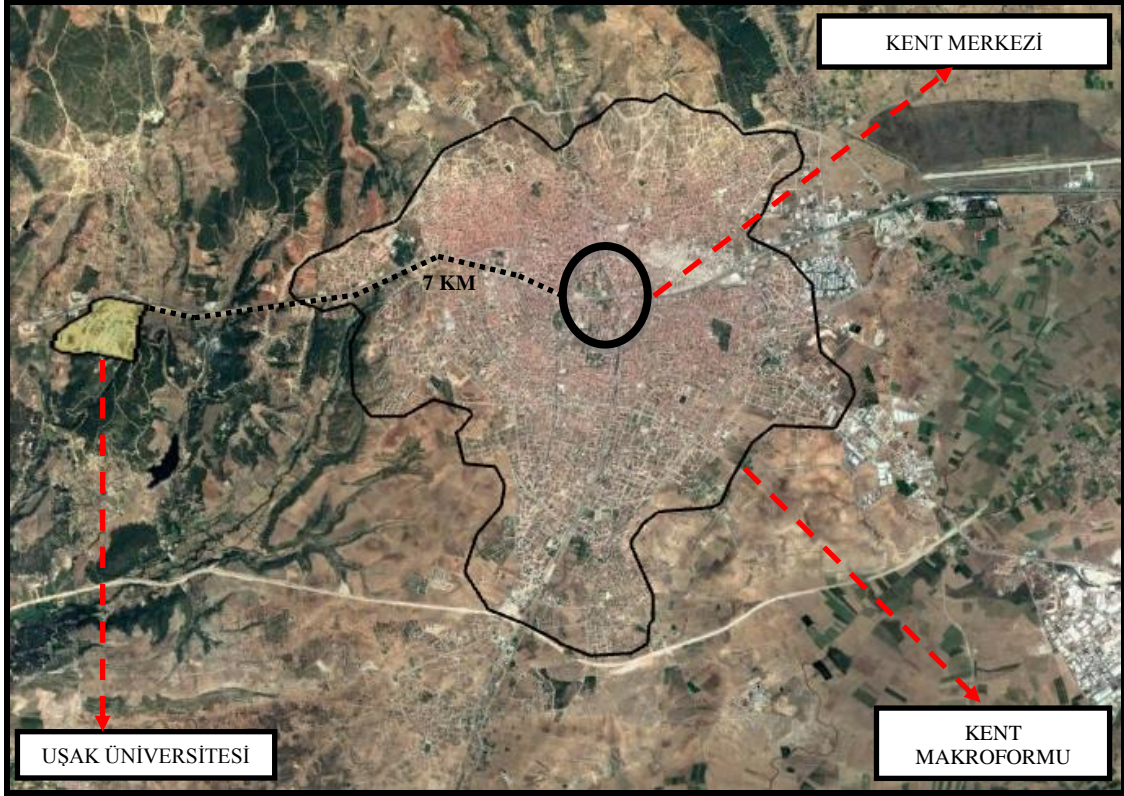 KENT MERKEZİ
7 KM
UŞAK ÜNİVERSİTESİ
KENT
MAKROFORMU